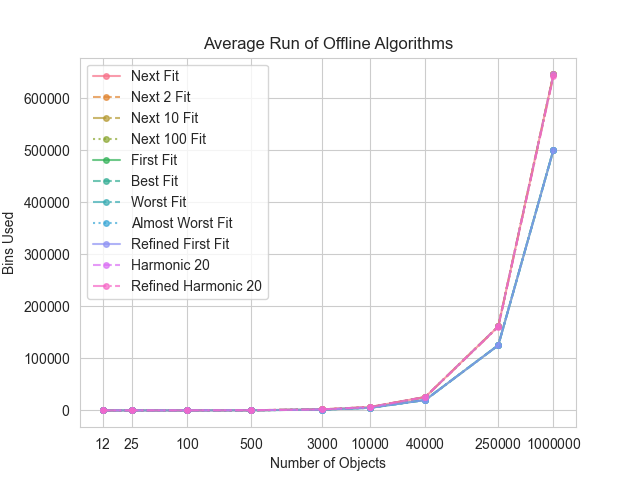 Average Run of Offline Algorithms
Next Fit
Next 2 Fit
Next 10 Fit
Next 100 Fit
First Fit
Best Fit
Worst Fit
Almost Worst Fit
Refined First Fit
Harmonic 20
Refined Harmonic 20
Bins Used
600000
500000
400000
300000
200000
100000
0
12 25 100 500 3000 10000 40000 250000 1000000
Number of Objects